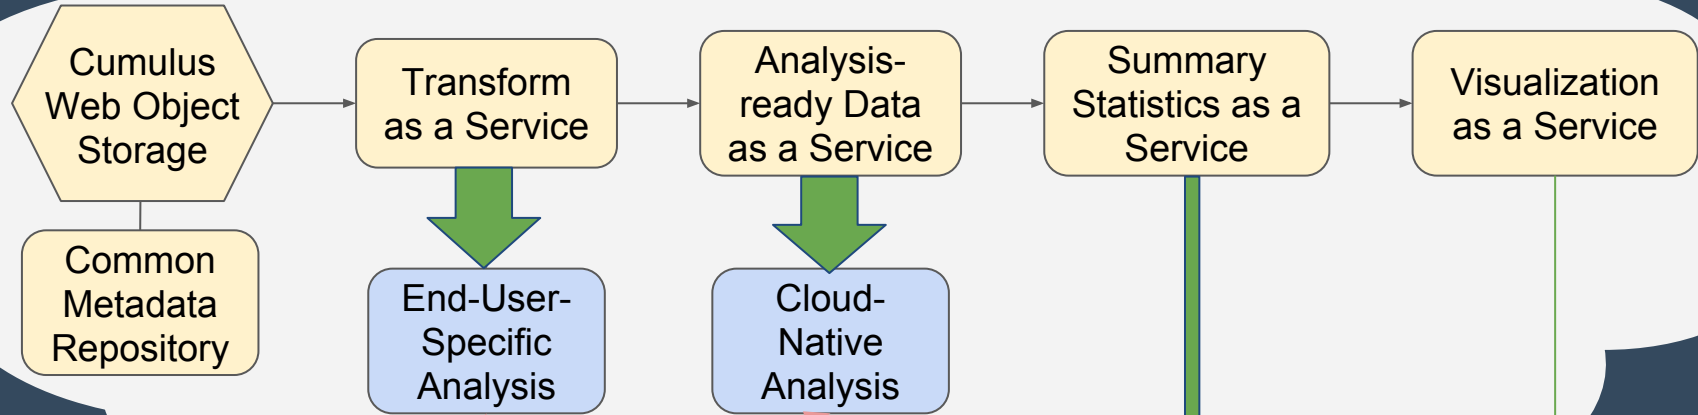 Cumulus
Web Object
Storage
Transform
as a Service
Analysis-
ready Data
as a Service
Summary
Statistics as a
Service
Visualization
as a Service
Common
Metadata
Repository
End-User-
Specific
Analysis
Cloud-
Native
Analysis